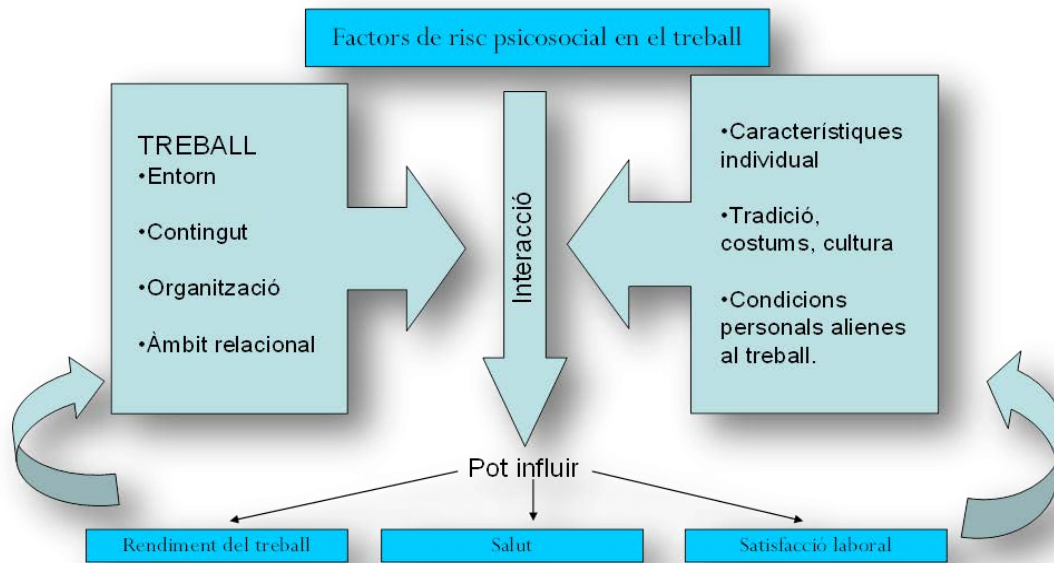 Factors de risc psicosocial en el treball
TREBALL
•Entorn
•Contingut
•Organització
•Àmbit relacional
Interacció
•Característiques
individual
•Tradició,
costums, cultura
•Condicions
personals alienes
al treball.
Pot influir
Rendiment del treball
Salut
Satisfacció laboral